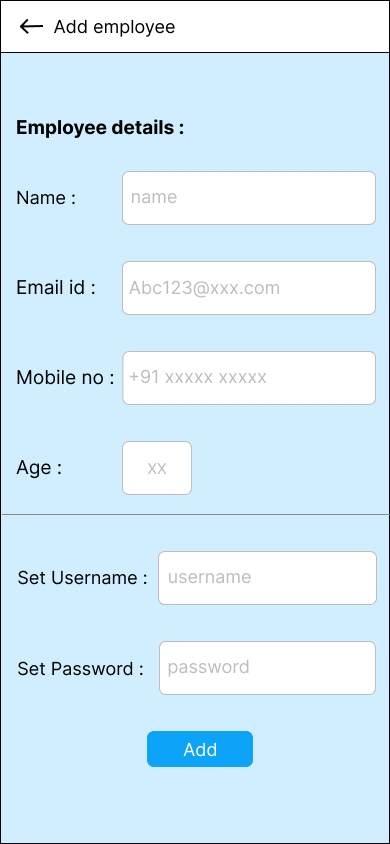 Add employee
Employee details :
Name : name
Email id : Abc123@xxx.com
Mobile no : +91 xxxxx xxxxx
Age : xx
Set Username : username
Set Password : password
Add